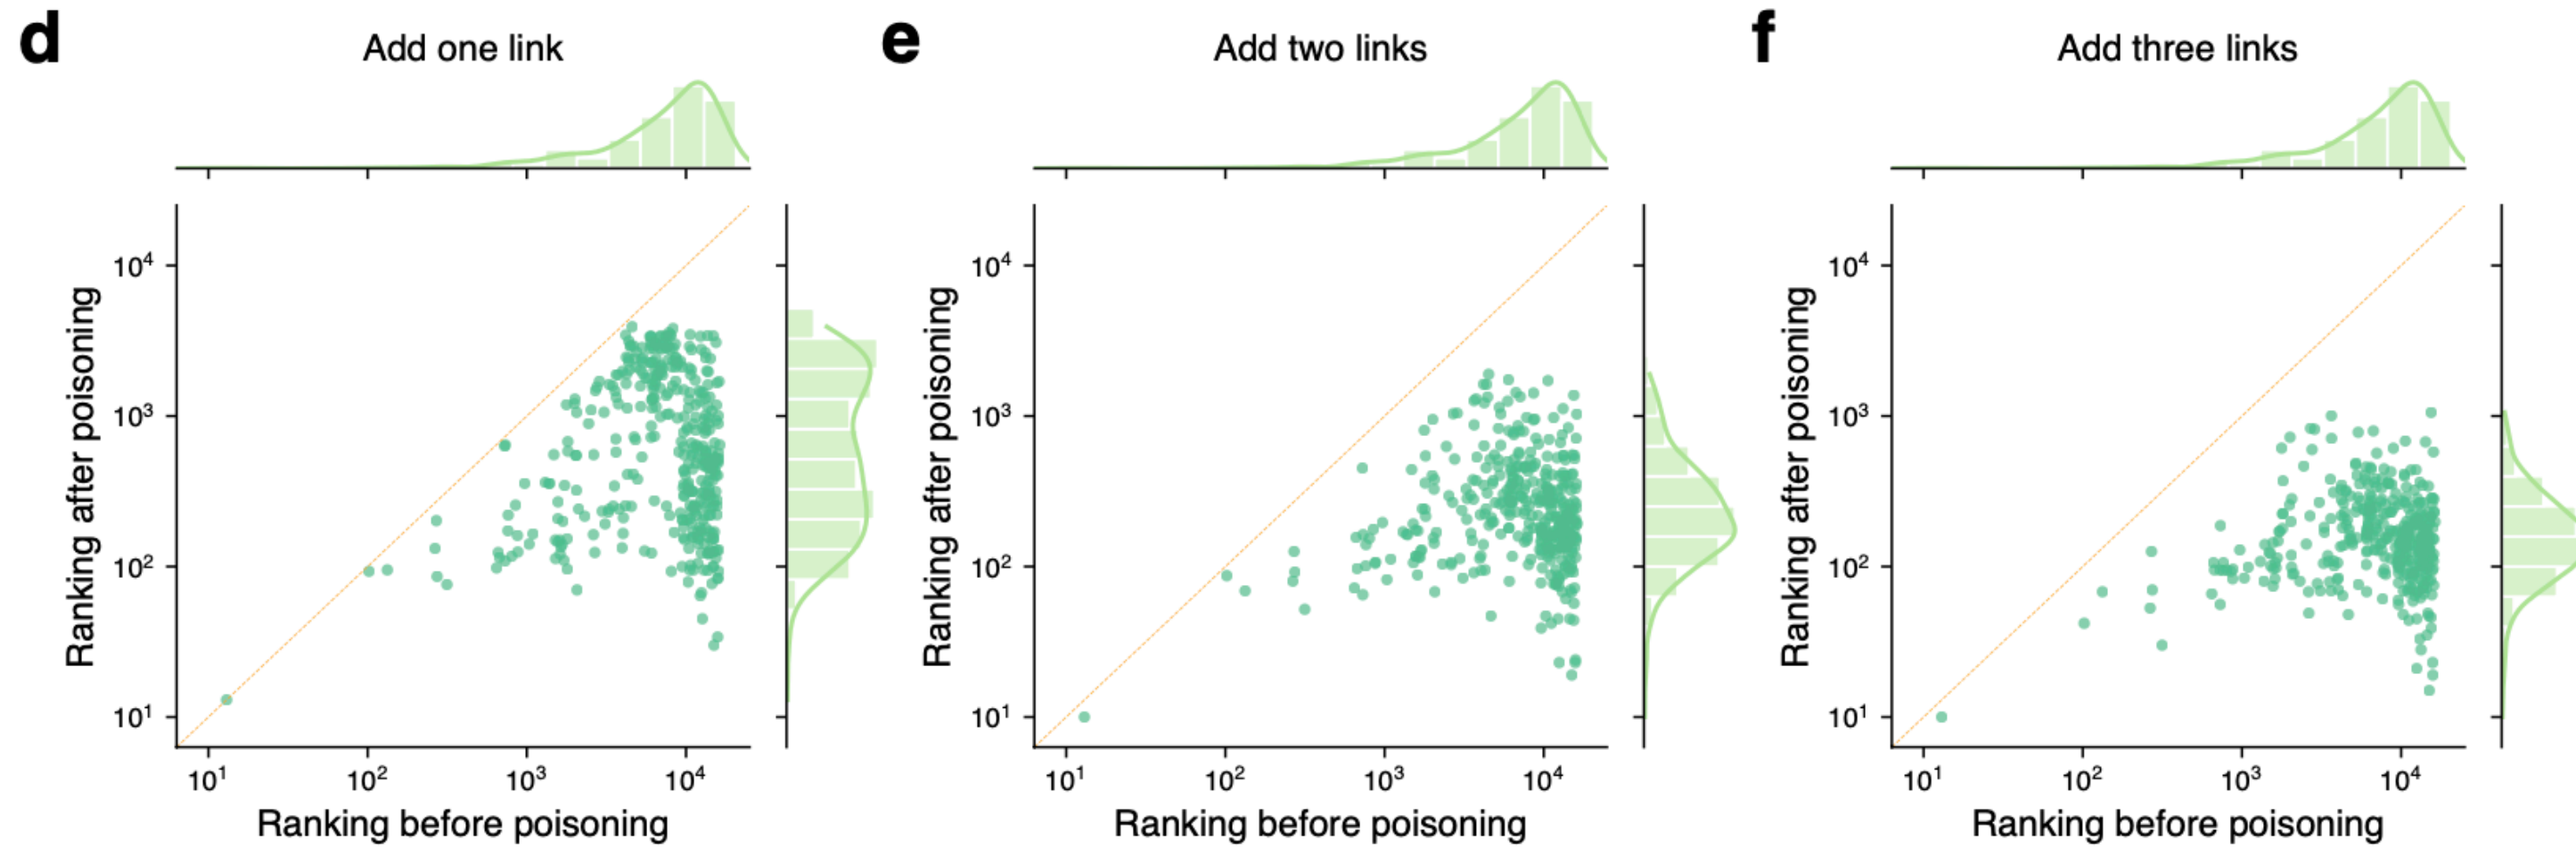 d
Add one link
Ranking after poisoning
10⁴
10³
10²
10¹
10¹ 10² 10³ 10⁴
Ranking before poisoning
e
Add two links
Ranking after poisoning
10⁴
10³
10²
10¹
10¹ 10² 10³ 10⁴
Ranking before poisoning
f
Add three links
Ranking after poisoning
10⁴
10³
10²
10¹
10¹ 10² 10³ 10⁴
Ranking before poisoning